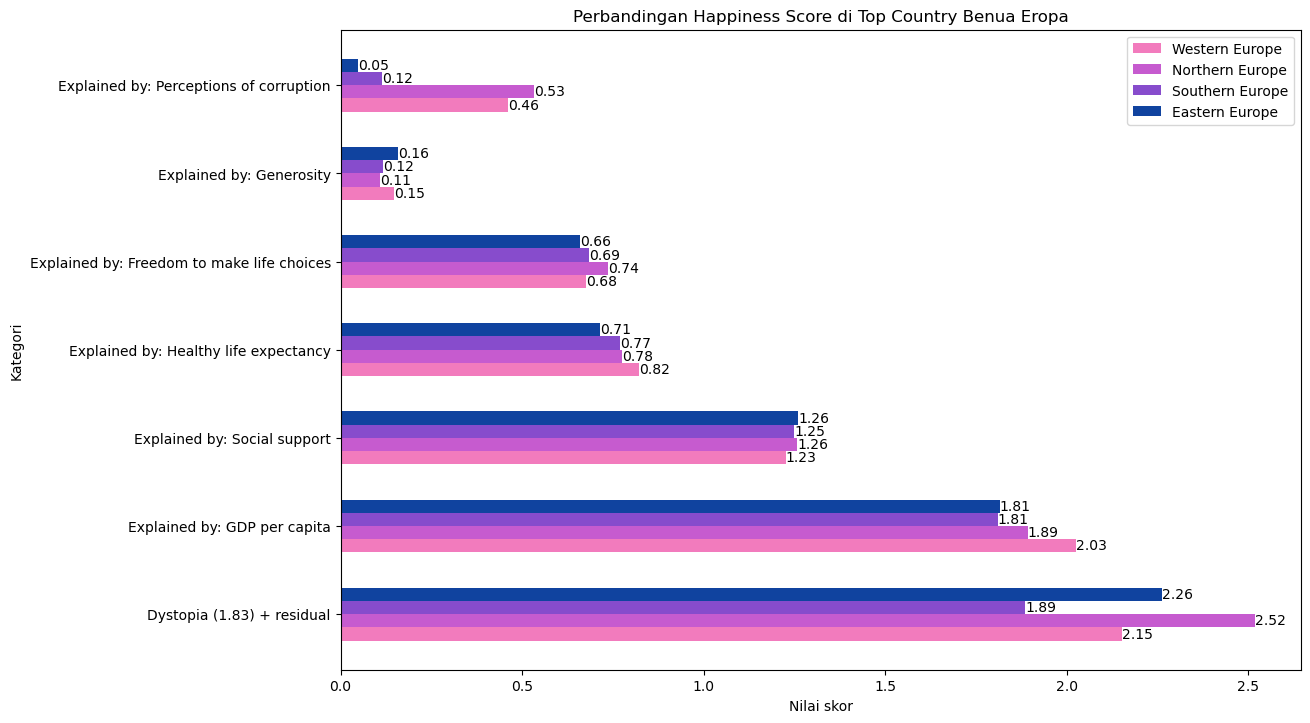 Perbandingan Happiness Score di Top Country Benua Eropa
Western Europe
Northern Europe
Southern Europe
Eastern Europe
Kategori
Explained by: Perceptions of corruption
0.05
0.12
0.53
0.46
Explained by: Generosity
0.16
0.12
0.11
0.15
Explained by: Freedom to make life choices
0.66
0.69
0.74
0.68
Explained by: Healthy life expectancy
0.71
0.77
0.78
0.82
Explained by: Social support
1.26
1.25
1.26
1.23
Explained by: GDP per capita
1.81
1.81
1.89
2.03
Dystopia (1.83) + residual
2.26
1.89
2.52
2.15
0.0 0.5 1.0 1.5 2.0 2.5
Nilai skor